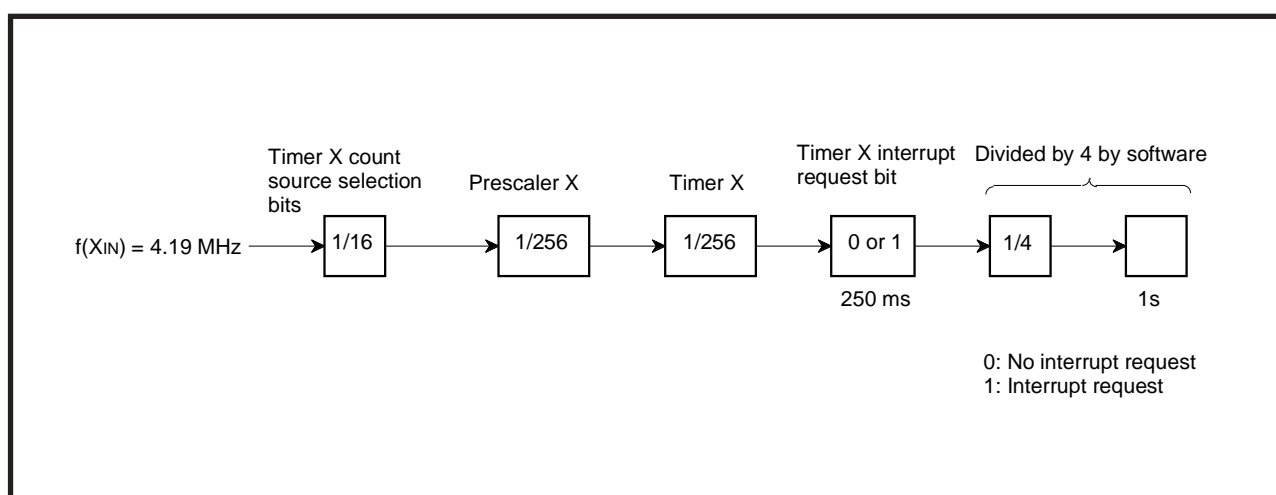 Timer X count
source selection
bits
Prescaler X
Timer X
Timer X interrupt
request bit
Divided by 4 by software
f(XIN) = 4.19 MHz
1/16
1/256
1/256
0 or 1
1/4
250 ms
1s
0: No interrupt request
1: Interrupt request